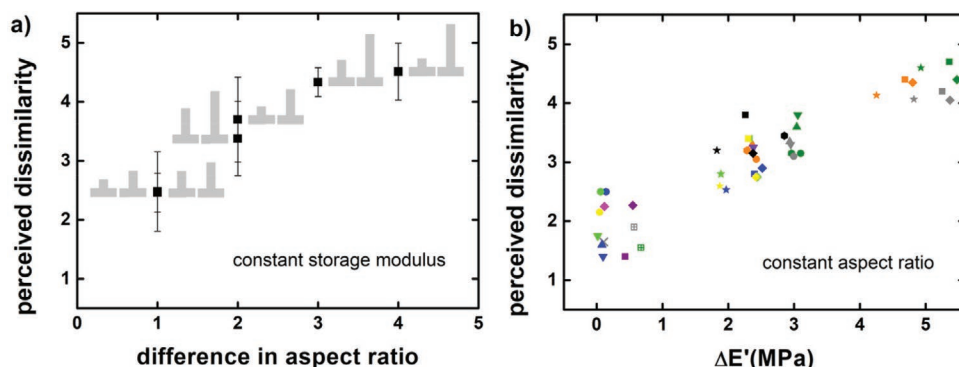 a)
perceived dissimilarity
5
4
3
2
1
0
1
2
3
4
5
constant storage modulus
difference in aspect ratio
b)
perceived dissimilarity
5
4
3
2
1
0
1
2
3
4
5
constant aspect ratio
ΔE'(MPa)